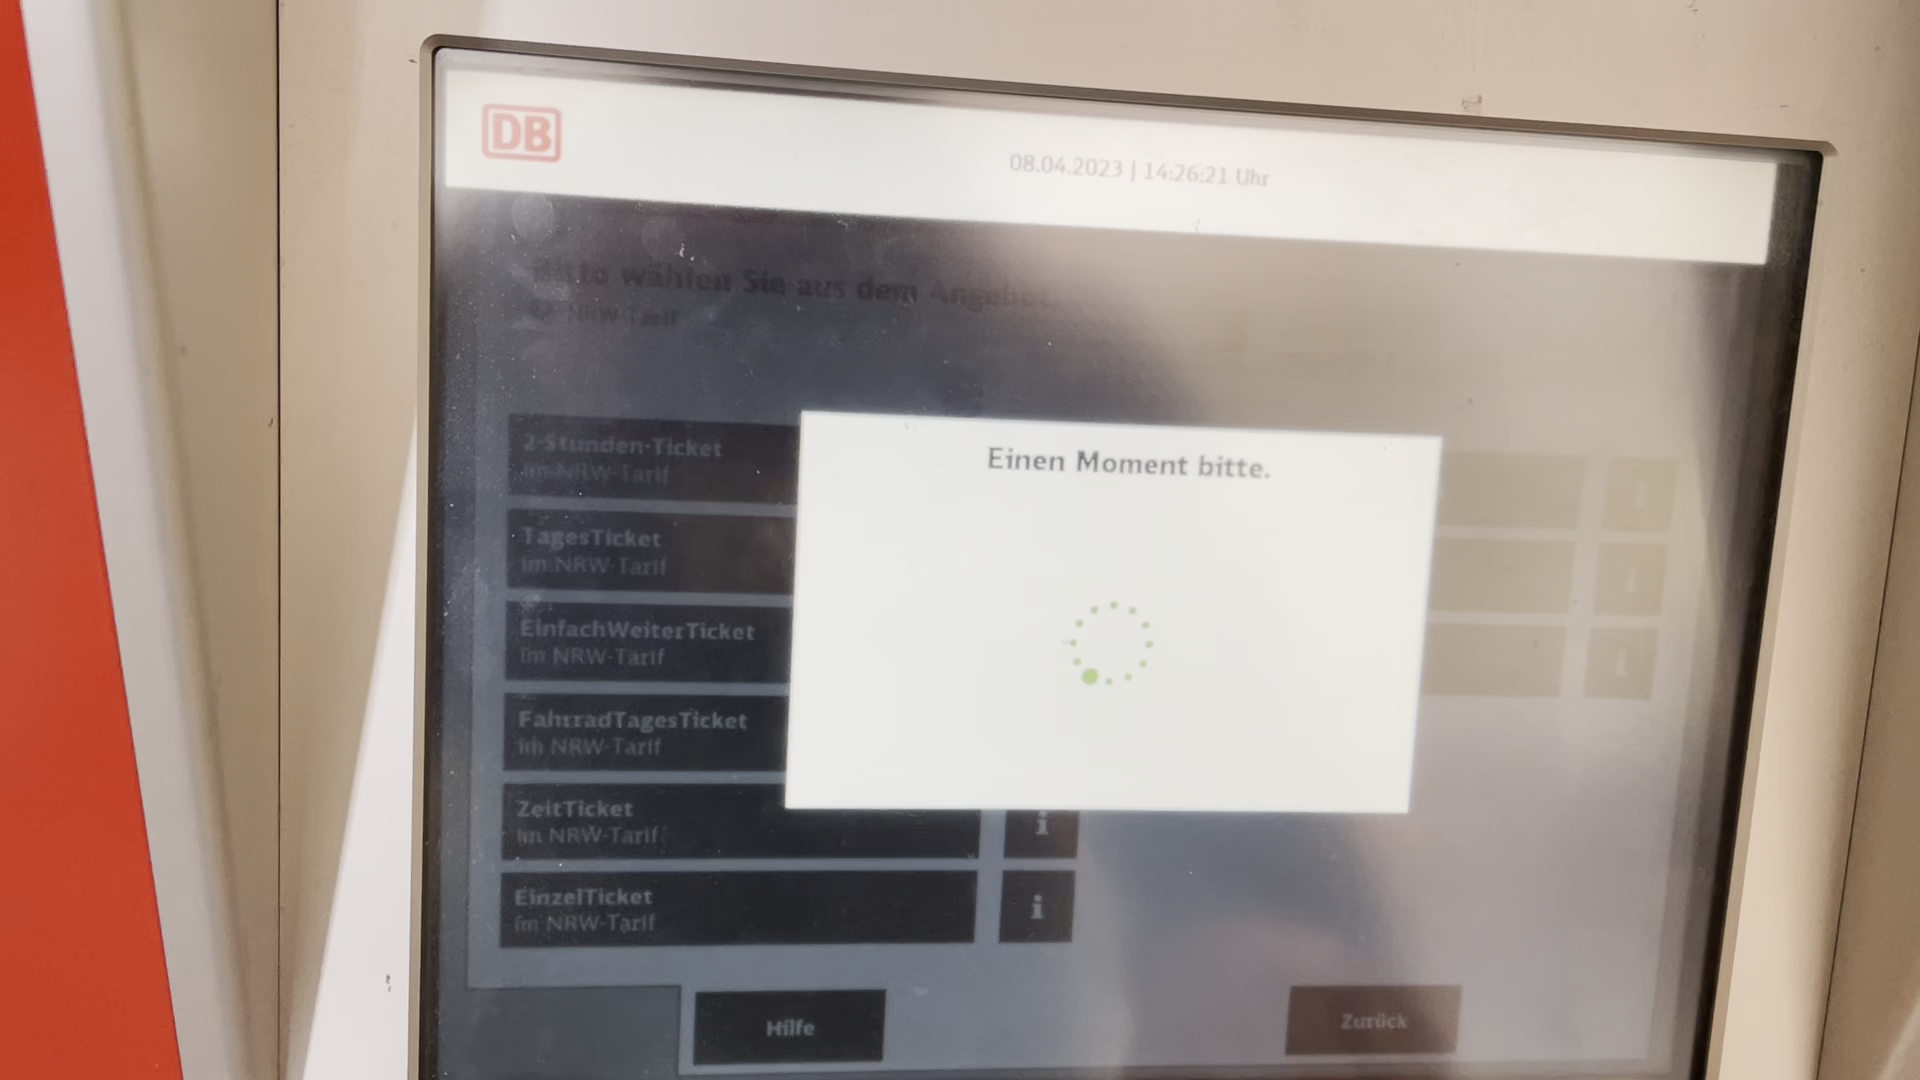 DB
08.04.2023 | 14:26:21 Uhr
Bitte wählen Sie aus dem Angebot
NRW-Tarif
2-Stunden-Ticket
im NRW-Tarif
TagesTicket
im NRW-Tarif
EinfachWeiterTicket
im NRW-Tarif
FahrradTagesTicket
im NRW-Tarif
ZeitTicket
im NRW-Tarif
i
EinzelTicket
im NRW-Tarif
i
Einen Moment bitte.
Hilfe
Zurück